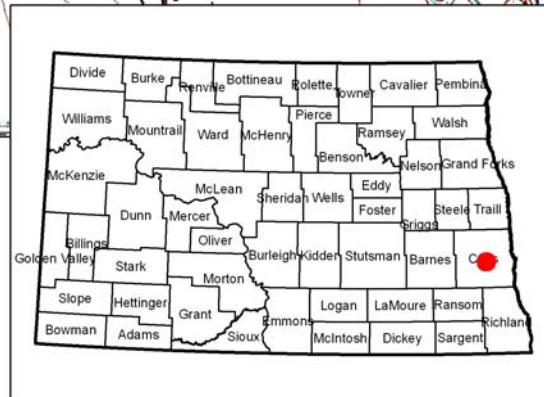 Divide Burke Renville Bottineau Rolette Towner Cavalier Pembina
Williams Mountrail Ward McHenry Pierce Benson Ramsey Walsh
Nelson Grand Forks
McKenzie Dunn McLean Mercer Oliver Sheridan Wells Eddy Foster Griggs Steele Traill
Golden Valley Billings Stark Morton Burleigh Kidder Stutsman Barnes
Slope Hettinger Grant Sioux Emmons Logan LaMoure Ransom Richland
Bowman Adams McIntosh Dickey Sargent